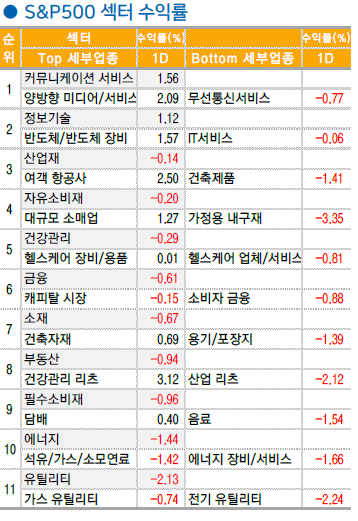 ● S&P500 섹터 수익률
순위 섹터 수익률(%) 수익률(%)
Top 세부업종 1D Bottom 세부업종 1D
1 커뮤니케이션 서비스 1.56
양방향 미디어/서비스 2.09 무선통신서비스 -0.77
2 정보기술 1.12
반도체/반도체 장비 1.57 IT서비스 -0.06
3 산업재 -0.14
여객 항공사 2.50 건축제품 -1.41
4 자유소비재 -0.20
대규모 소매업 1.27 가정용 내구재 -3.35
5 건강관리 -0.29
헬스케어 장비/용품 0.01 헬스케어 업체/서비스 -0.81
6 금융 -0.61
캐피탈 시장 -0.15 소비자 금융 -0.88
7 소재 -0.67
건축자재 0.69 용기/포장지 -1.39
8 부동산 -0.94
건강관리 리츠 3.12 산업 리츠 -2.12
9 필수소비재 -0.96
담배 0.40 음료 -1.54
10 에너지 -1.44
석유/가스/소모연료 -1.42 에너지 장비/서비스 -1.66
11 유틸리티 -2.13
가스 유틸리티 -0.74 전기 유틸리티 -2.24